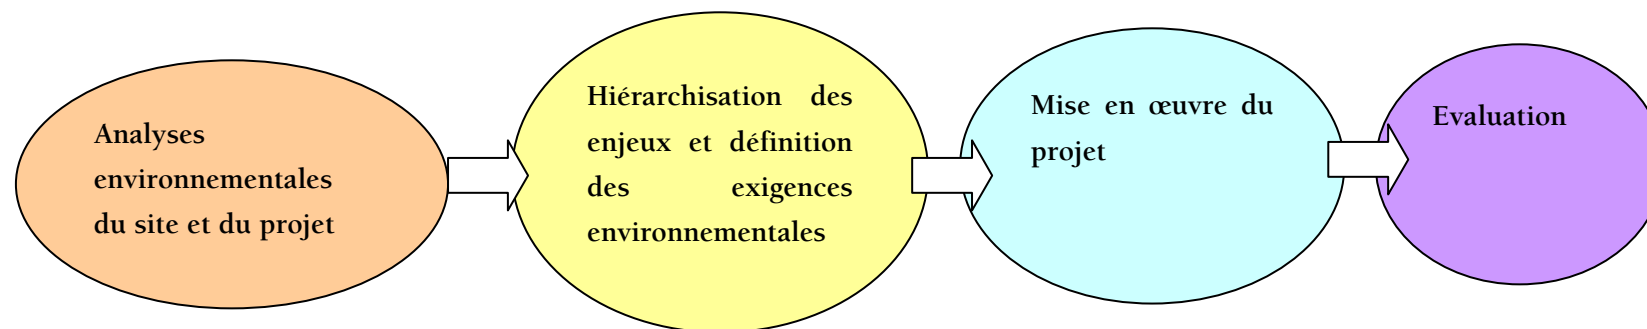 Analyses
environnementales
du site et du projet
Hiérarchisation des
enjeux et définition
des exigences
environnementales
Mise en œuvre du
projet
Evaluation